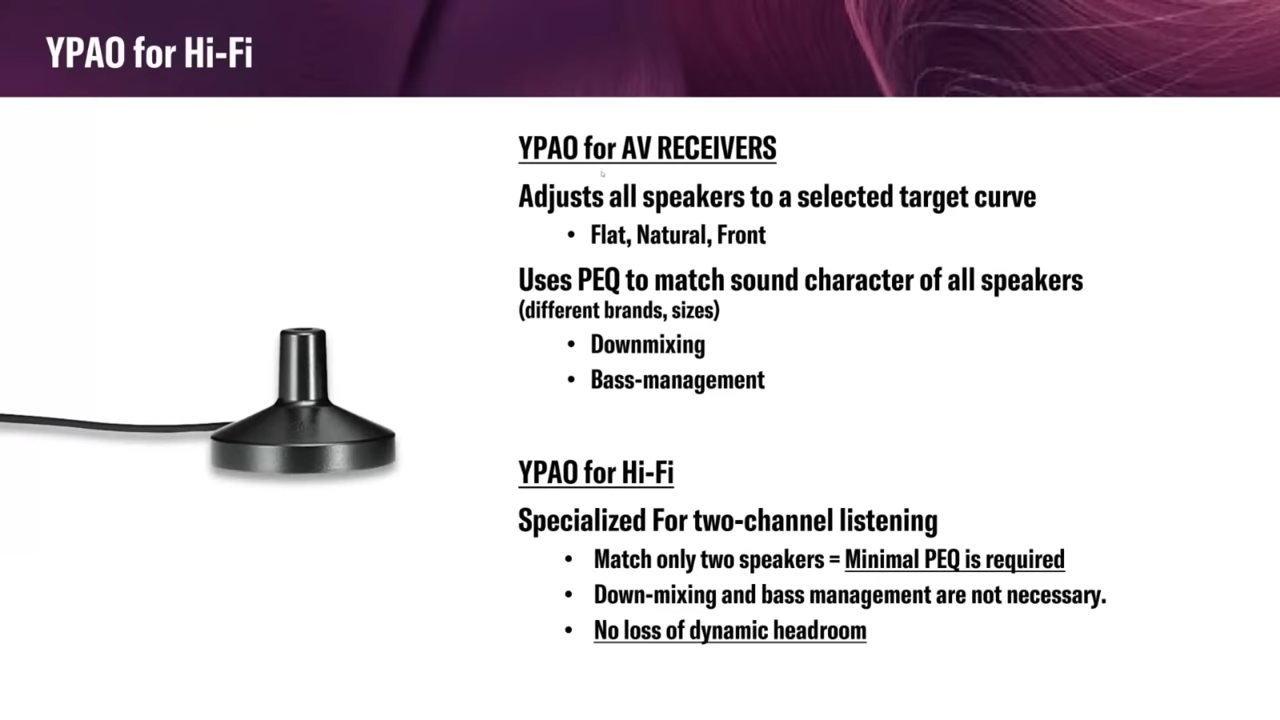 YPAO for Hi-Fi
YPAO for AV RECEIVERS
Adjusts all speakers to a selected target curve
• Flat, Natural, Front
Uses PEQ to match sound character of all speakers
(different brands, sizes)
• Downmixing
• Bass-management
YPAO for Hi-Fi
Specialized For two-channel listening
• Match only two speakers = Minimal PEQ is required
• Down-mixing and bass management are not necessary.
• No loss of dynamic headroom